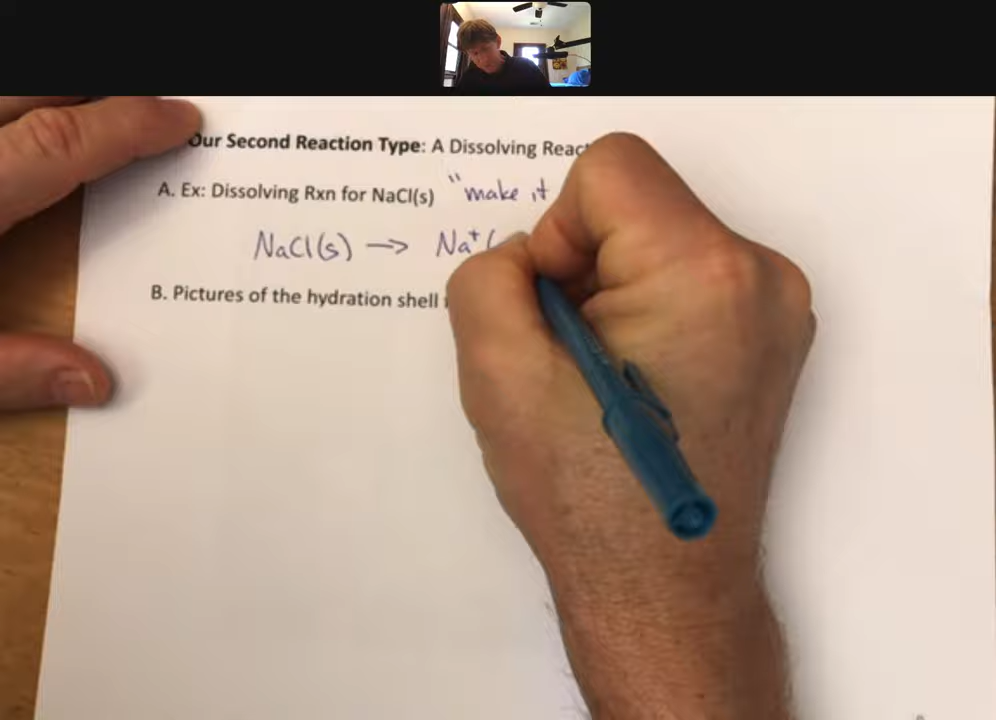 Our Second Reaction Type: A Dissolving
A. Ex: Dissolving Rxn for NaCl(s) "make it
NaCl(s) → Na⁺(
B. Pictures of the hydration shell